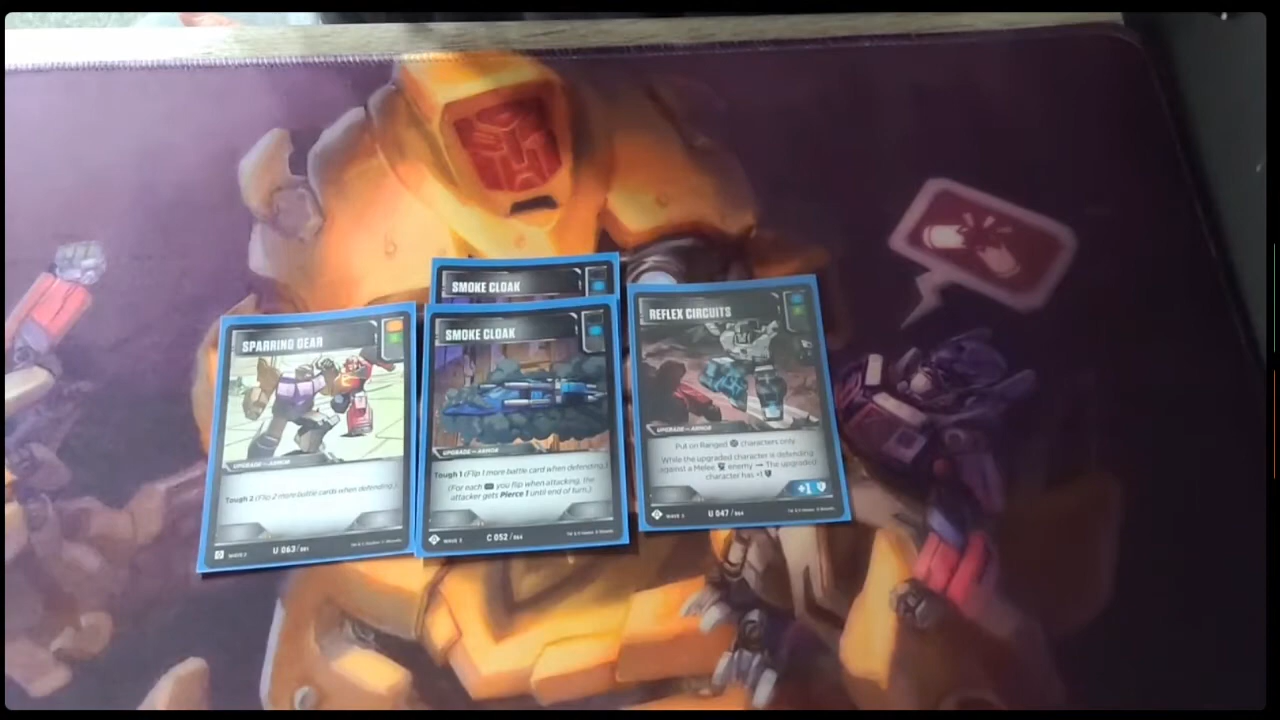 SMOKE CLOAK
SPARRING GEAR
UPGRADE — ARMOR
Tough 2 (Flip 2 more battle cards when defending.)
WAVE 2
U 063/081
SMOKE CLOAK
UPGRADE — ARMOR
Tough 1 (Flip 1 more battle card when defending.)
(For each you flip when attacking, the
attacker gets Pierce 1 until end of turn.)
WAVE 5
C 052/064
REFLEX CIRCUITS
UPGRADE — ARMOR
Put on Ranged characters only.
While the upgraded character is defending
against a Melee enemy → The upgraded
character has +1
+1
U 047/064